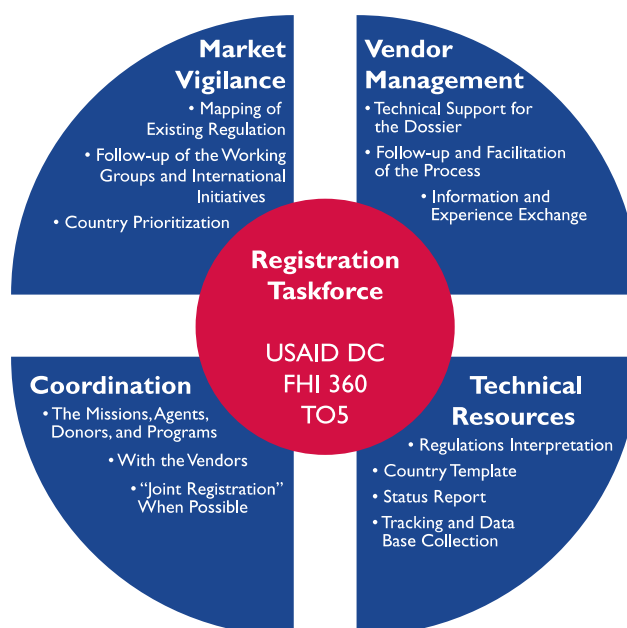 Market
Vigilance
• Mapping of
Existing Regulation
• Follow-up of the Working
Groups and International
Initiatives
• Country Prioritization
Vendor
Management
• Technical Support for
the Dossier
• Follow-up and Facilitation
of the Process
• Information and
Experience Exchange
Registration
Taskforce
USAID DC
FHI 360
TO5
Coordination
• The Missions, Agents,
Donors, and Programs
• With the Vendors
• “Joint Registration”
When Possible
Technical
Resources
• Regulations Interpretation
• Country Template
• Status Report
• Tracking and Data
Base Collection